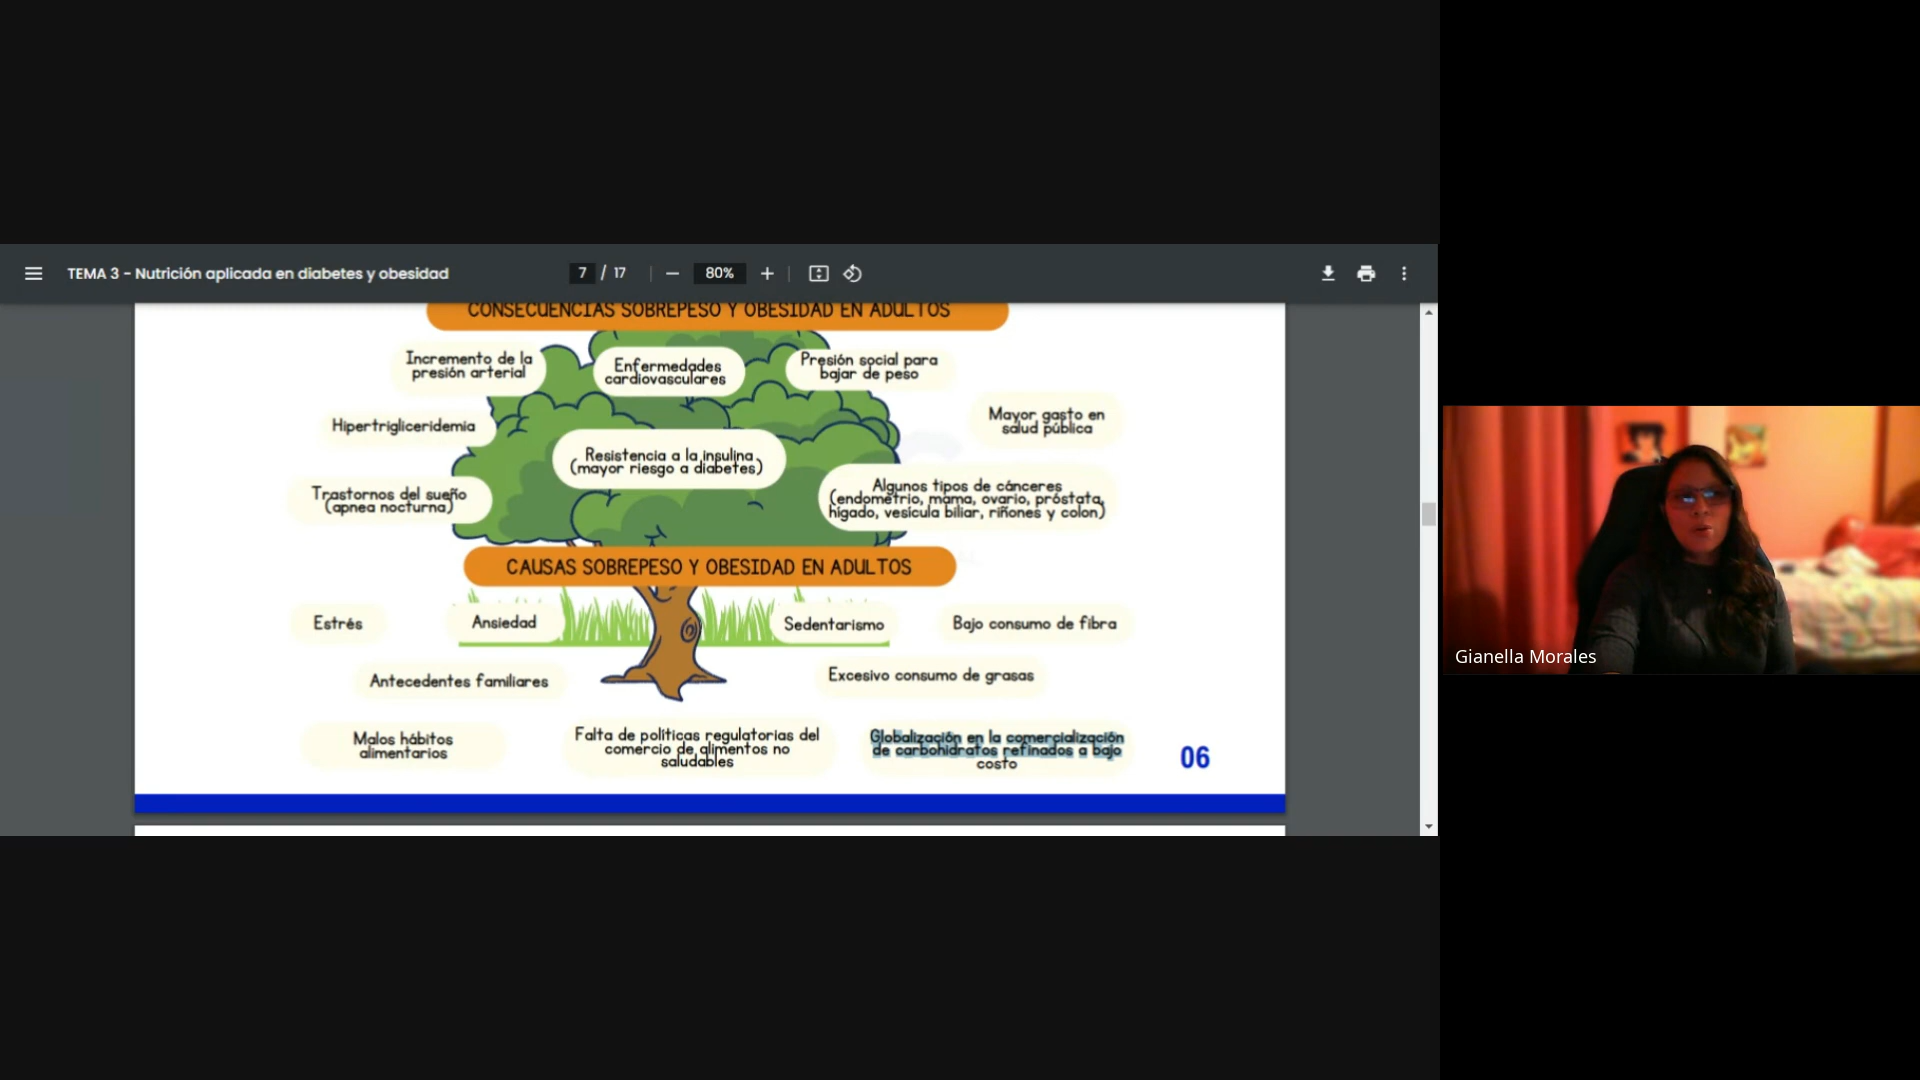 TEMA 3 - Nutrición aplicada en diabetes y obesidad
7 / 17
80%
CONSECUENCIAS SOBREPESO Y OBESIDAD EN ADULTOS
Incremento de la
presión arterial
Enfermedades
cardiovasculares
Presión social para
bajar de peso
Mayor gasto en
salud pública
Hipertrigliceridemia
Resistencia a la insulina
(mayor riesgo a diabetes)
Trastornos del sueño
(apnea nocturna)
Algunos tipos de cánceres
(endometrio, mama, ovario, próstata,
hígado, vesícula biliar, riñones y colon)
CAUSAS SOBREPESO Y OBESIDAD EN ADULTOS
Estrés
Ansiedad
Sedentarismo
Bajo consumo de fibra
Antecedentes familiares
Excesivo consumo de grasas
Malos hábitos
alimentarios
Falta de políticas regulatorias del
comercio de alimentos no
saludables
Globalización en la comercialización
de carbohidratos refinados a bajo
costo
06
Gianella Morales